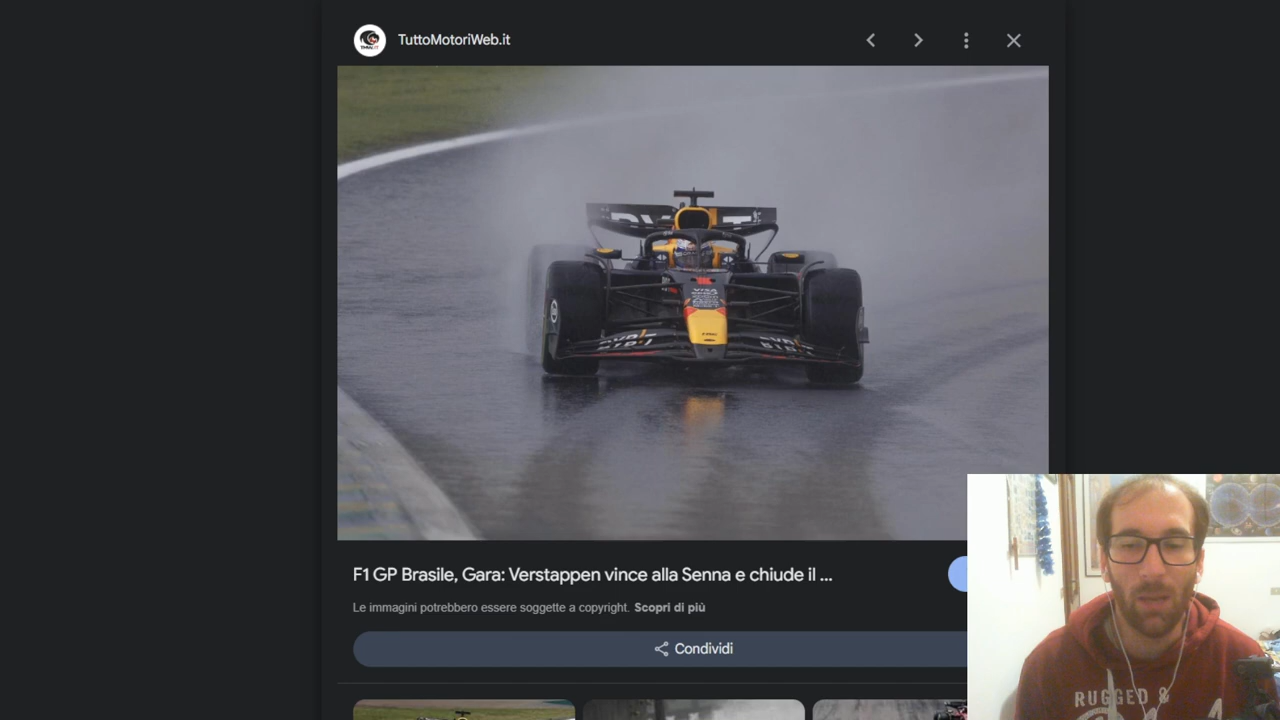 TuttoMotoriWeb.it
VISA
F1 GP Brasile, Gara: Verstappen vince alla Senna e chiude il ...
Le immagini potrebbero essere soggette a copyright. Scopri di più
Condividi
RUGGED &